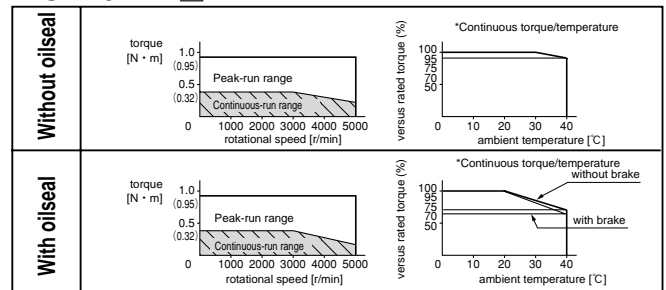 Without oilseal
torque
[N・m]
1.0
(0.95)
0.5
(0.32)
Peak-run range
Continuous-run range
0 1000 2000 3000 4000 5000
rotational speed [r/min]
*Continuous torque/temperature
versus rated torque (%)
100
95
75
70
50
0 10 20 30 40
ambient temperature [℃]
With oilseal
torque
[N・m]
1.0
(0.95)
0.5
(0.32)
Peak-run range
Continuous-run range
0 1000 2000 3000 4000 5000
rotational speed [r/min]
*Continuous torque/temperature
without brake
versus rated torque (%)
100
95
75
70
50
with brake
0 10 20 30 40
ambient temperature [℃]